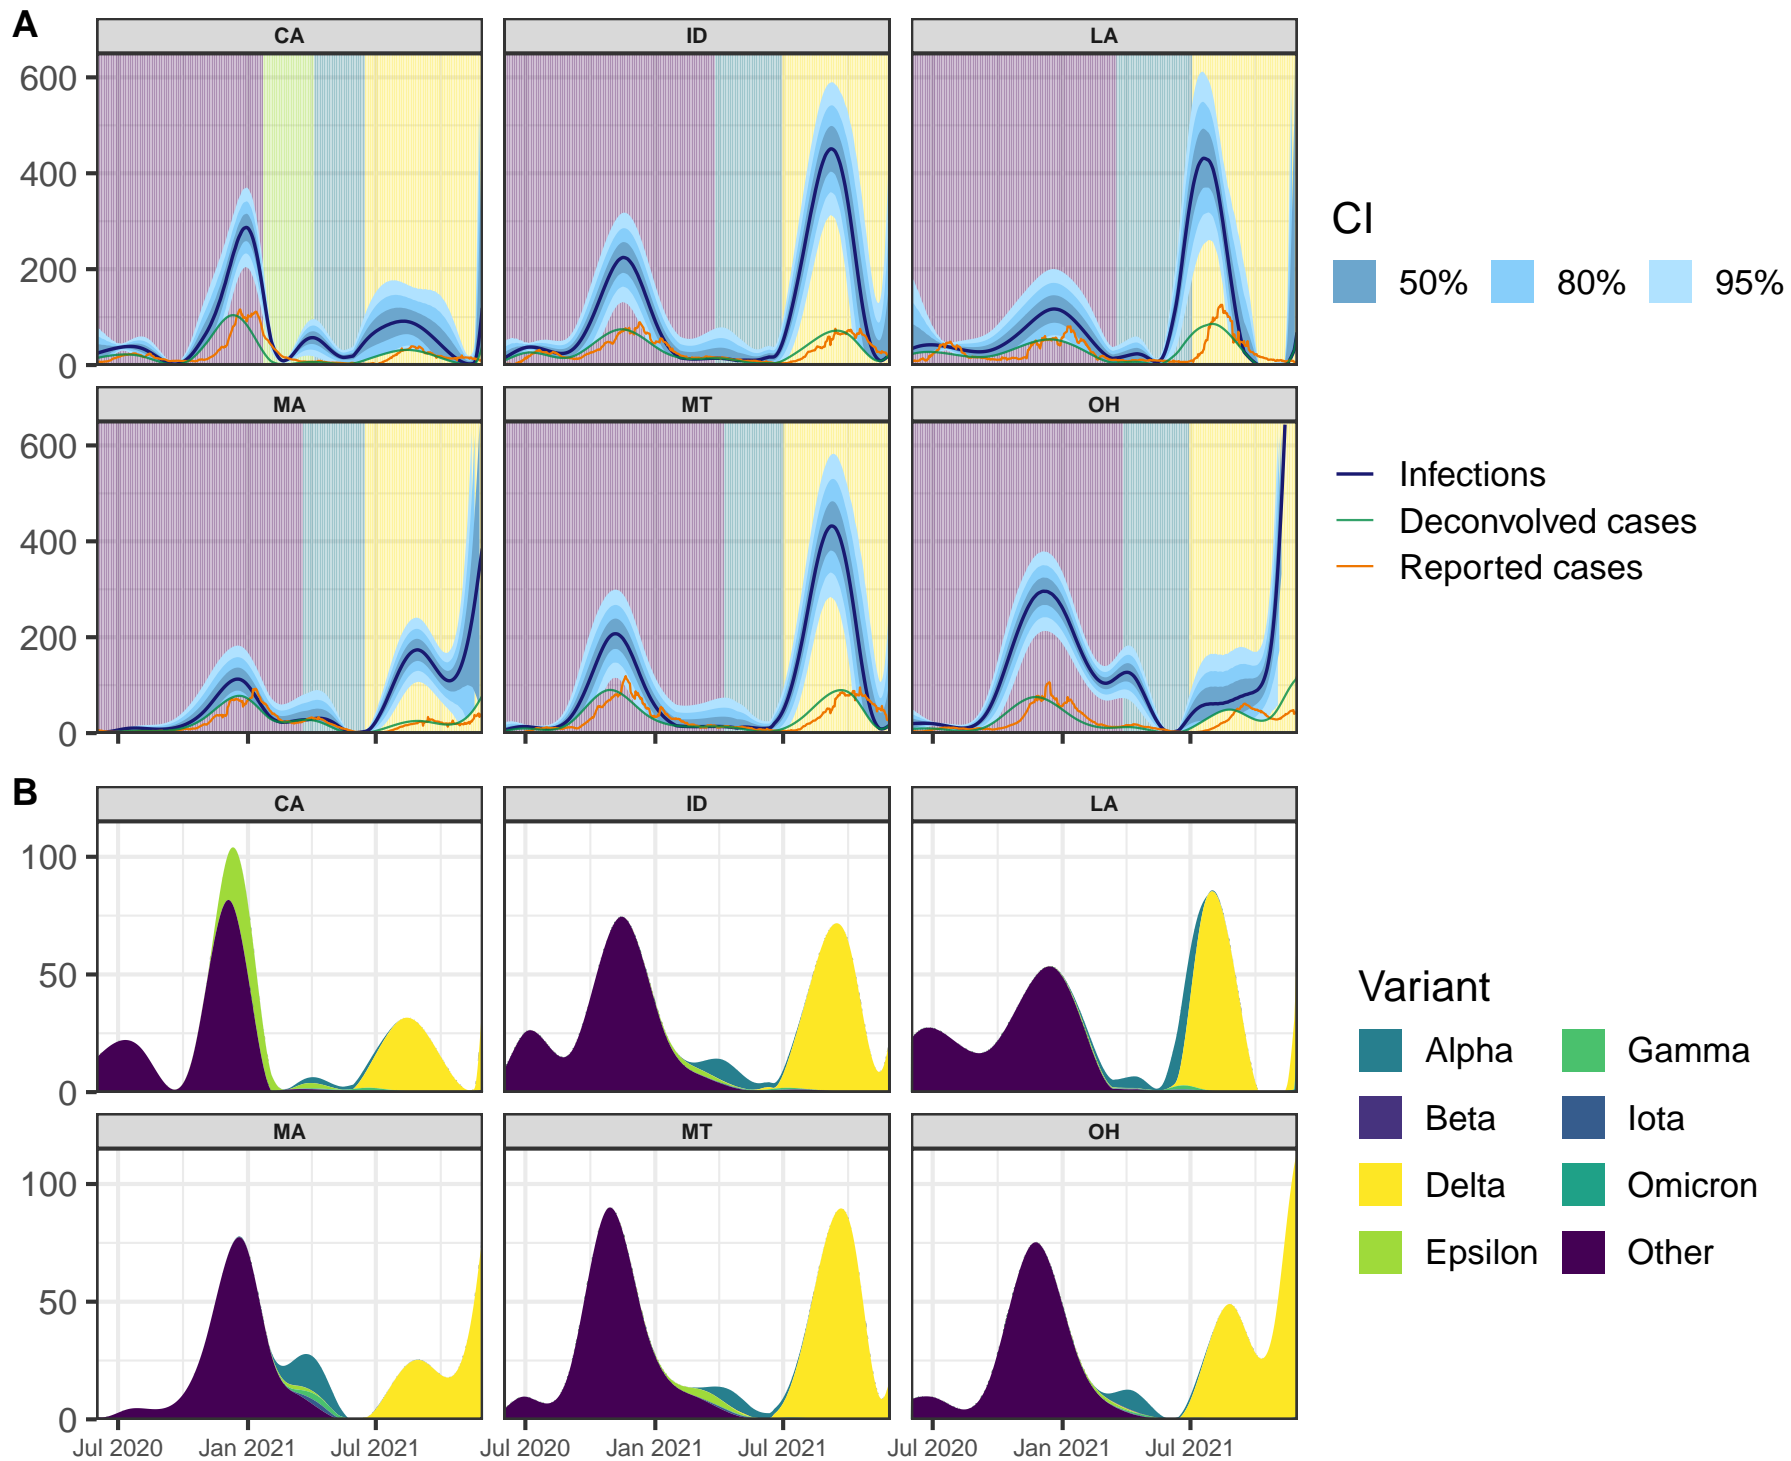 A
CA ID LA
600
400
200
0
MA MT OH
600
400
200
0
CI
50% 80% 95%
Infections
Deconvolved cases
Reported cases
B
CA ID LA
100
50
0
MA MT OH
100
50
0
Jul 2020 Jan 2021 Jul 2021 Jul 2020 Jan 2021 Jul 2021 Jul 2020 Jan 2021 Jul 2021
Variant
Alpha Gamma
Beta Iota
Delta Omicron
Epsilon Other